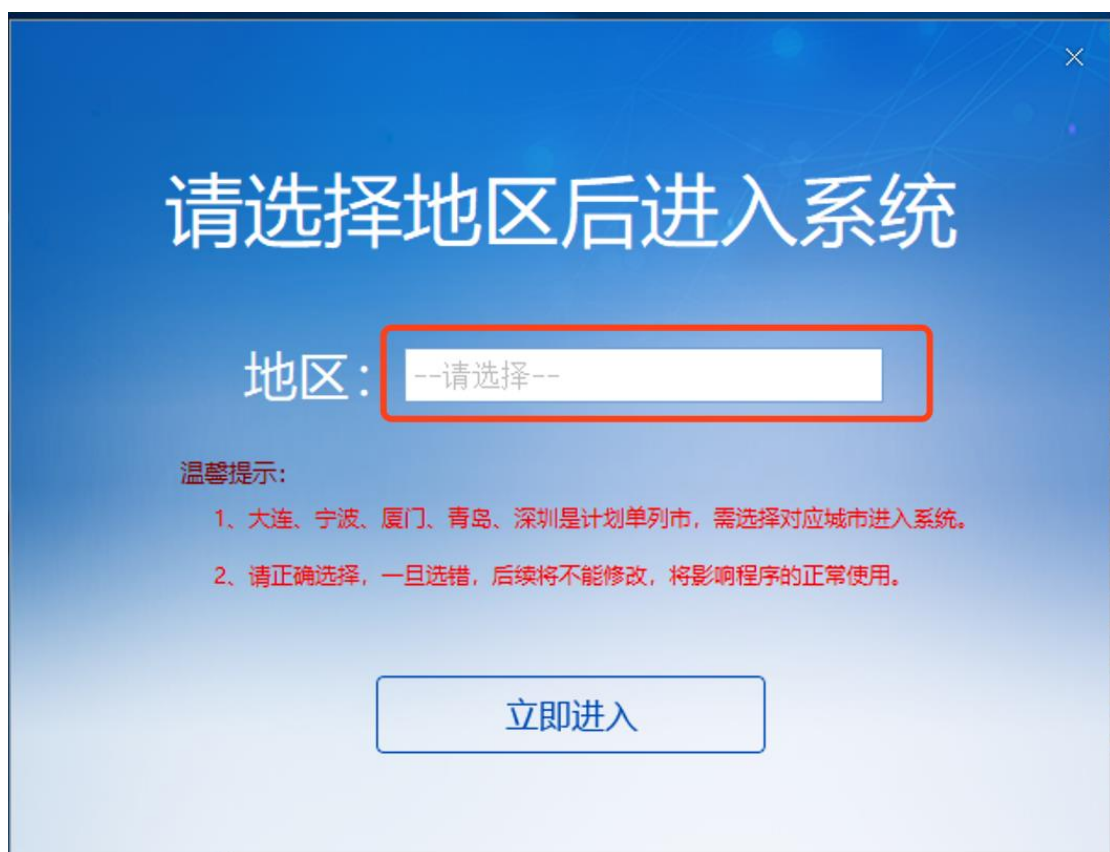 请选择地区后进入系统
地区：--请选择--
温馨提示：
1、大连、宁波、厦门、青岛、深圳是计划单列市，需选择对应城市进入系统。
2、请正确选择，一旦选错，后续将不能修改，将影响程序的正常使用。
立即进入